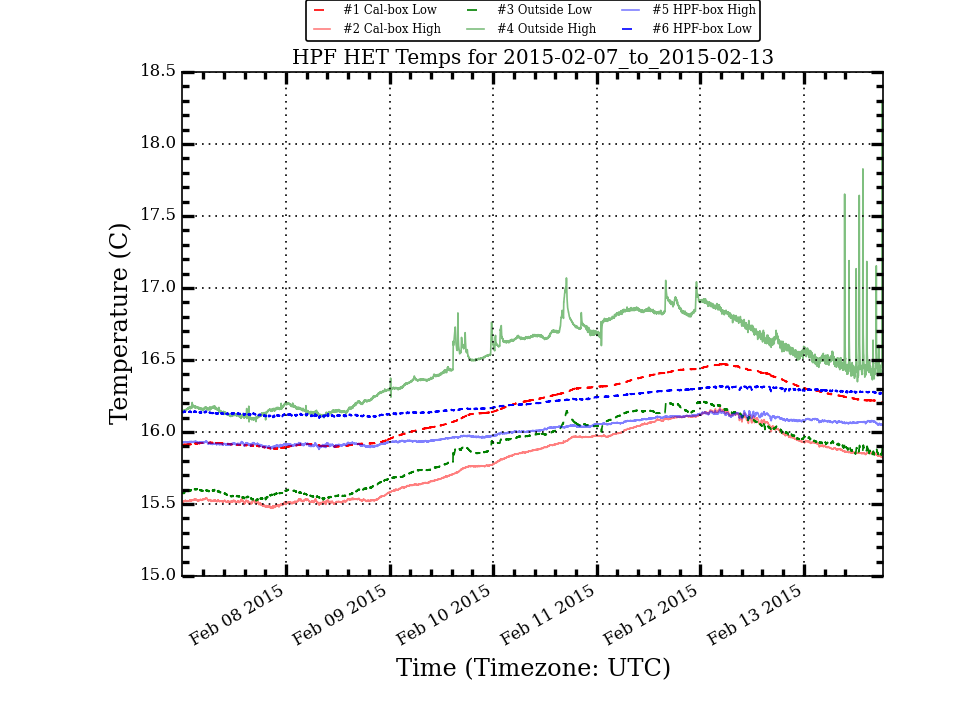 #1 Cal-box Low #3 Outside Low #5 HPF-box High
#2 Cal-box High #4 Outside High #6 HPF-box Low
HPF HET Temps for 2015-02-07_to_2015-02-13
18.5
18.0
17.5
17.0
16.5
16.0
15.5
15.0
Temperature (C)
Feb 08 2015
Feb 09 2015
Feb 10 2015
Feb 11 2015
Feb 12 2015
Feb 13 2015
Time (Timezone: UTC)